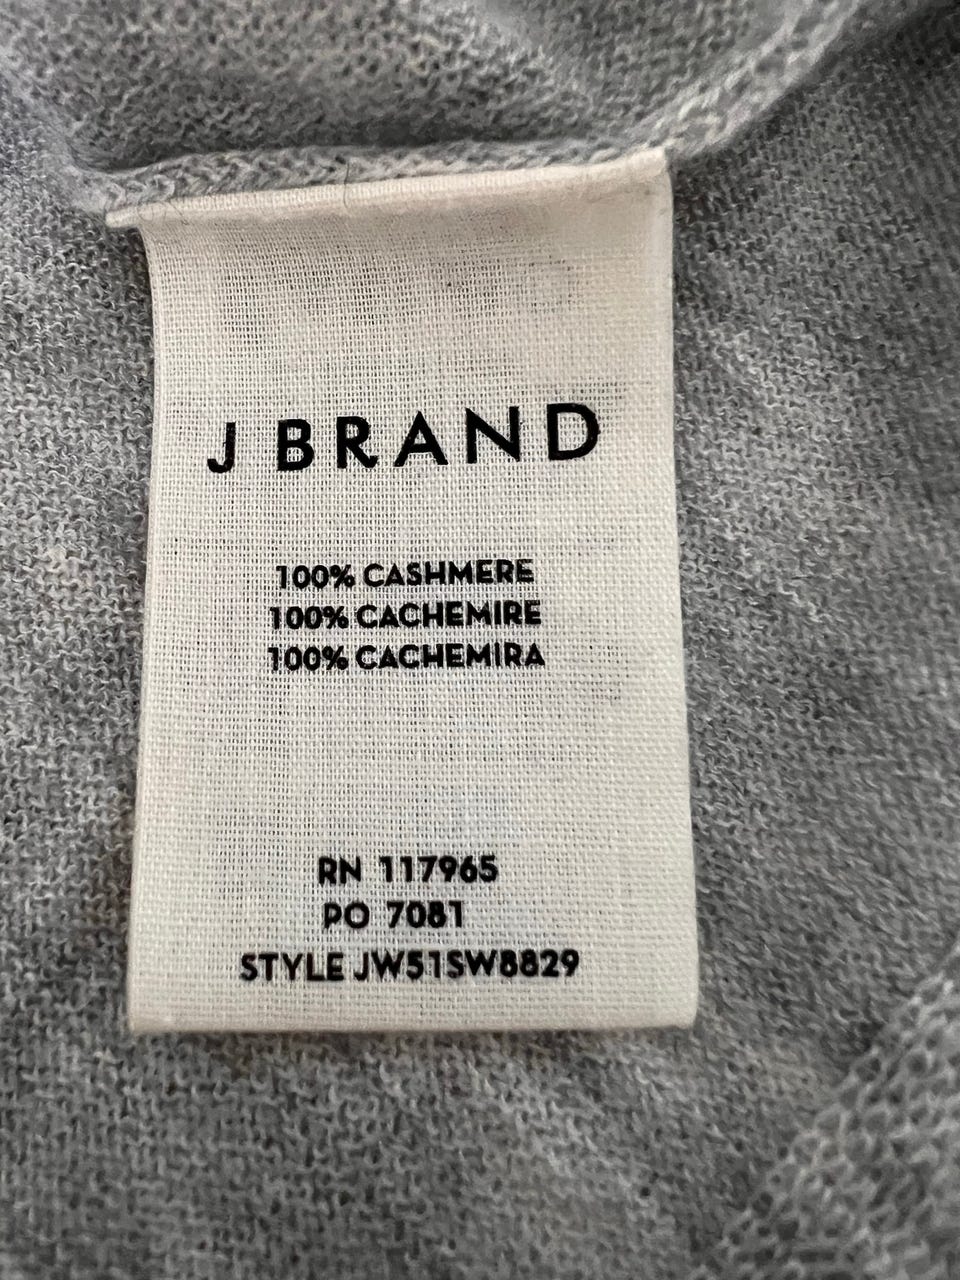 J BRAND
100% CASHMERE
100% CACHEMIRE
100% CACHEMIRA
RN 117965
PO 7081
STYLE JW51SW8829